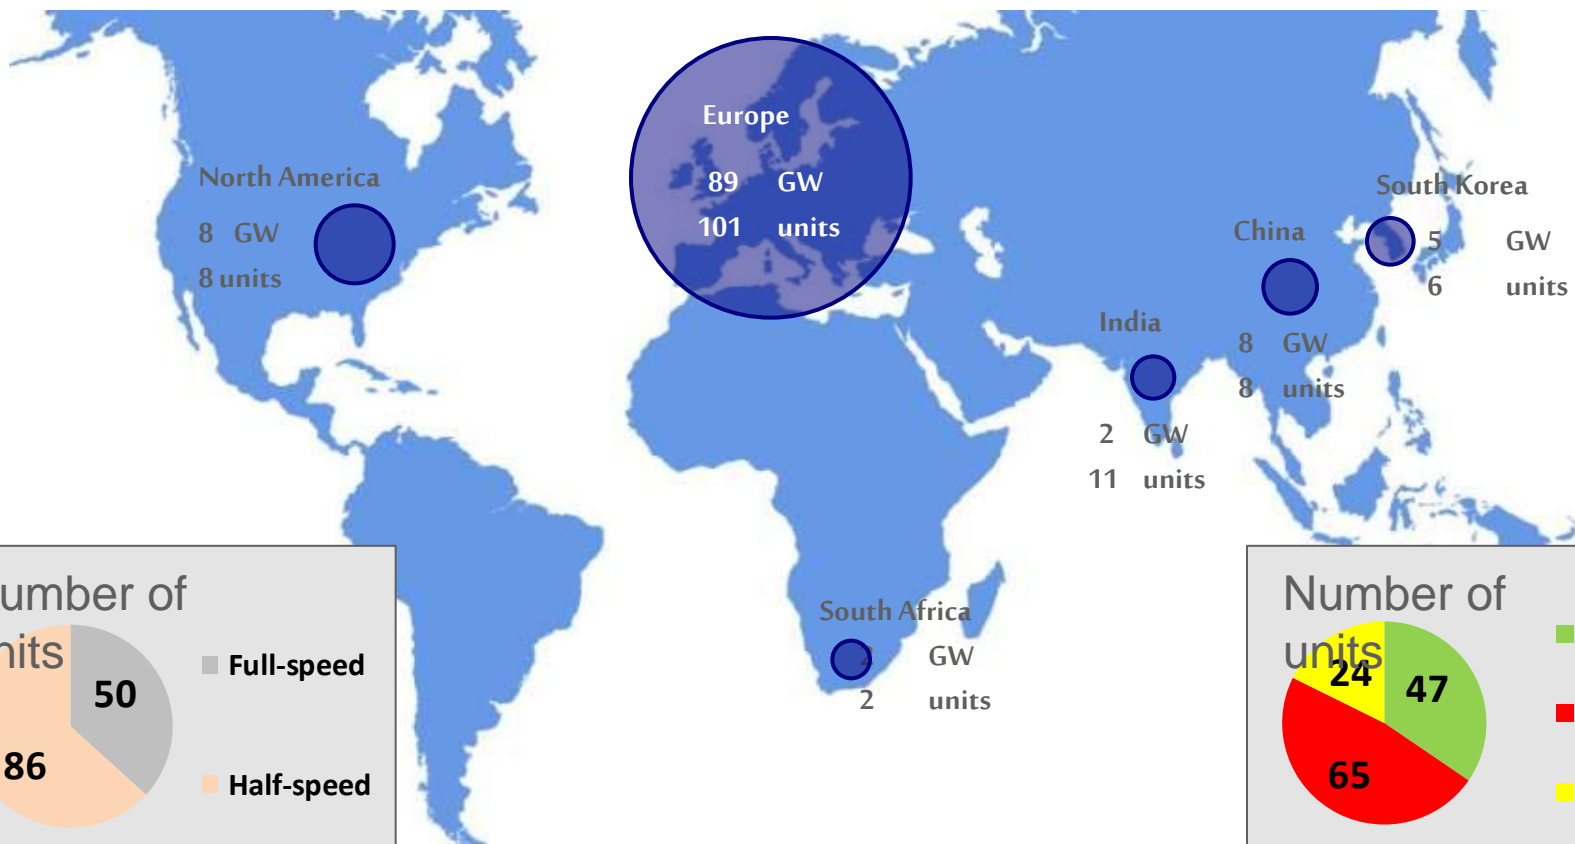 Europe
89 GW
101 units
North America
8 GW
8 units
South Korea
5 GW
6 units
China
8 GW
8 units
India
2 GW
11 units
South Africa
2 GW
2 units
umber of
nits
50
86
Full-speed
Half-speed
Number of
units
24
47
65